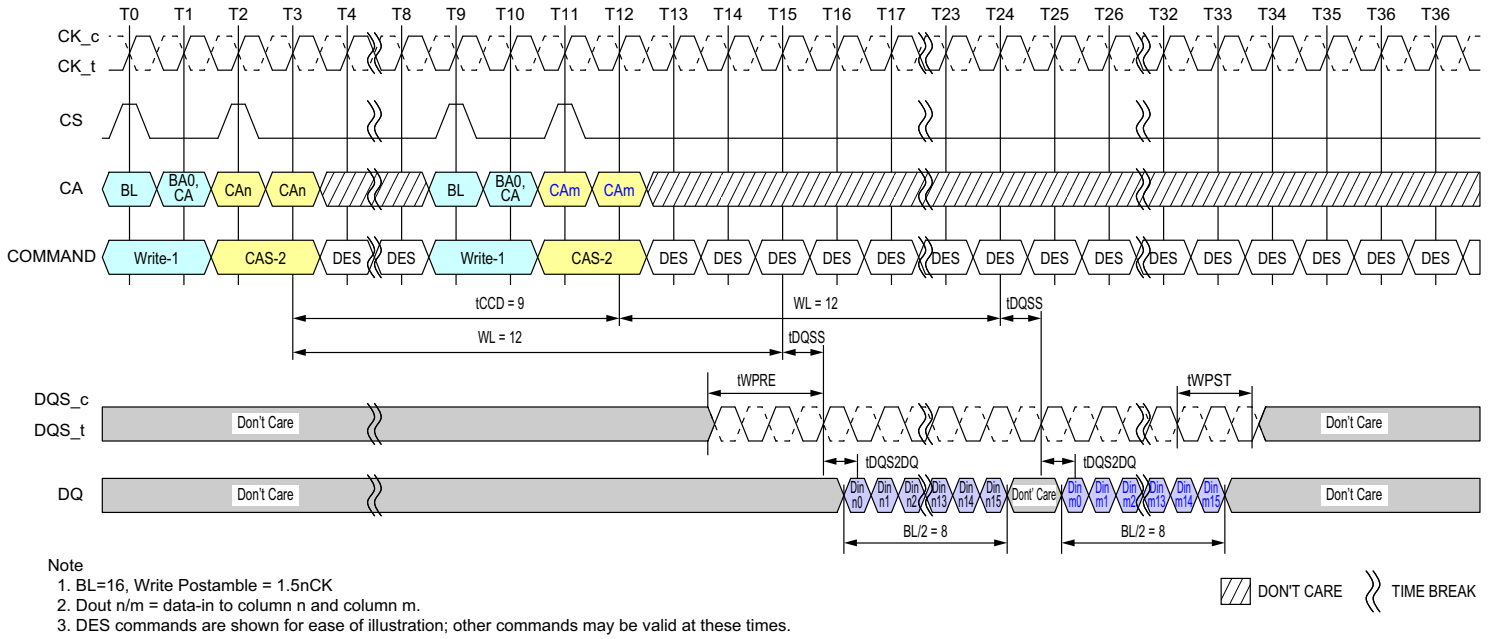 T0 T1 T2 T3 T4 T8 T9 T10 T11 T12 T13 T14 T15 T16 T17 T23 T24 T25 T26 T32 T33 T34 T35 T36 T36
CK_c
CK_t
CS
CA BL BA0, CA CAn CAn BL BA0, CA CAm CAm
COMMAND Write-1 CAS-2 DES DES Write-1 CAS-2 DES DES DES DES DES DES DES DES DES DES DES DES DES DES DES
tCCD = 9 WL = 12 tDQSS
WL = 12 tDQSS
tWPRE tWPST
DQS_c
DQS_t Don't Care Don't Care
tDQS2DQ tDQS2DQ
DQ Don't Care Din n0 Din n1 Din n2 Din n13 Din n14 Din n15 Dont' Care Din m0 Din m1 Din m2 Din m13 Din m14 Din m15 Don't Care
BL/2 = 8 BL/2 = 8
Note
1. BL=16, Write Postamble = 1.5nCK
2. Dout n/m = data-in to column n and column m.
3. DES commands are shown for ease of illustration; other commands may be valid at these times.
DON'T CARE TIME BREAK